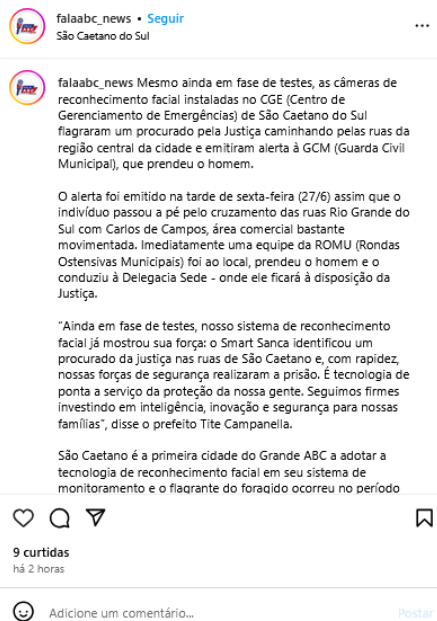 falaabc_news • Seguir
São Caetano do Sul
falaabc_news Mesmo ainda em fase de testes, as câmeras de
reconhecimento facial instaladas no CGE (Centro de
Gerenciamento de Emergências) de São Caetano do Sul
flagraram um procurado pela Justiça caminhando pelas ruas da
região central da cidade e emitiram alerta à GCM (Guarda Civil
Municipal), que prendeu o homem.
O alerta foi emitido na tarde de sexta-feira (27/6) assim que o
indivíduo passou a pé pelo cruzamento das ruas Rio Grande do
Sul com Carlos de Campos, área comercial bastante
movimentada. Imediatamente uma equipe da ROMU (Rondas
Ostensivas Municipais) foi ao local, prendeu o homem e o
conduziu à Delegacia Sede - onde ele ficará à disposição da
Justiça.
"Ainda em fase de testes, nosso sistema de reconhecimento
facial já mostrou sua força: o Smart Sanca identificou um
procurado da justiça nas ruas de São Caetano e, com rapidez,
nossas forças de segurança realizaram a prisão. É tecnologia de
ponta a serviço da proteção da nossa gente. Seguimos firmes
investindo em inteligência, inovação e segurança para nossas
famílias", disse o prefeito Tite Campanella.
São Caetano é a primeira cidade do Grande ABC a adotar a
tecnologia de reconhecimento facial em seu sistema de
monitoramento e o flagrante do foragido ocorreu no período
9 curtidas
há 2 horas
Adicione um comentário...
Postar